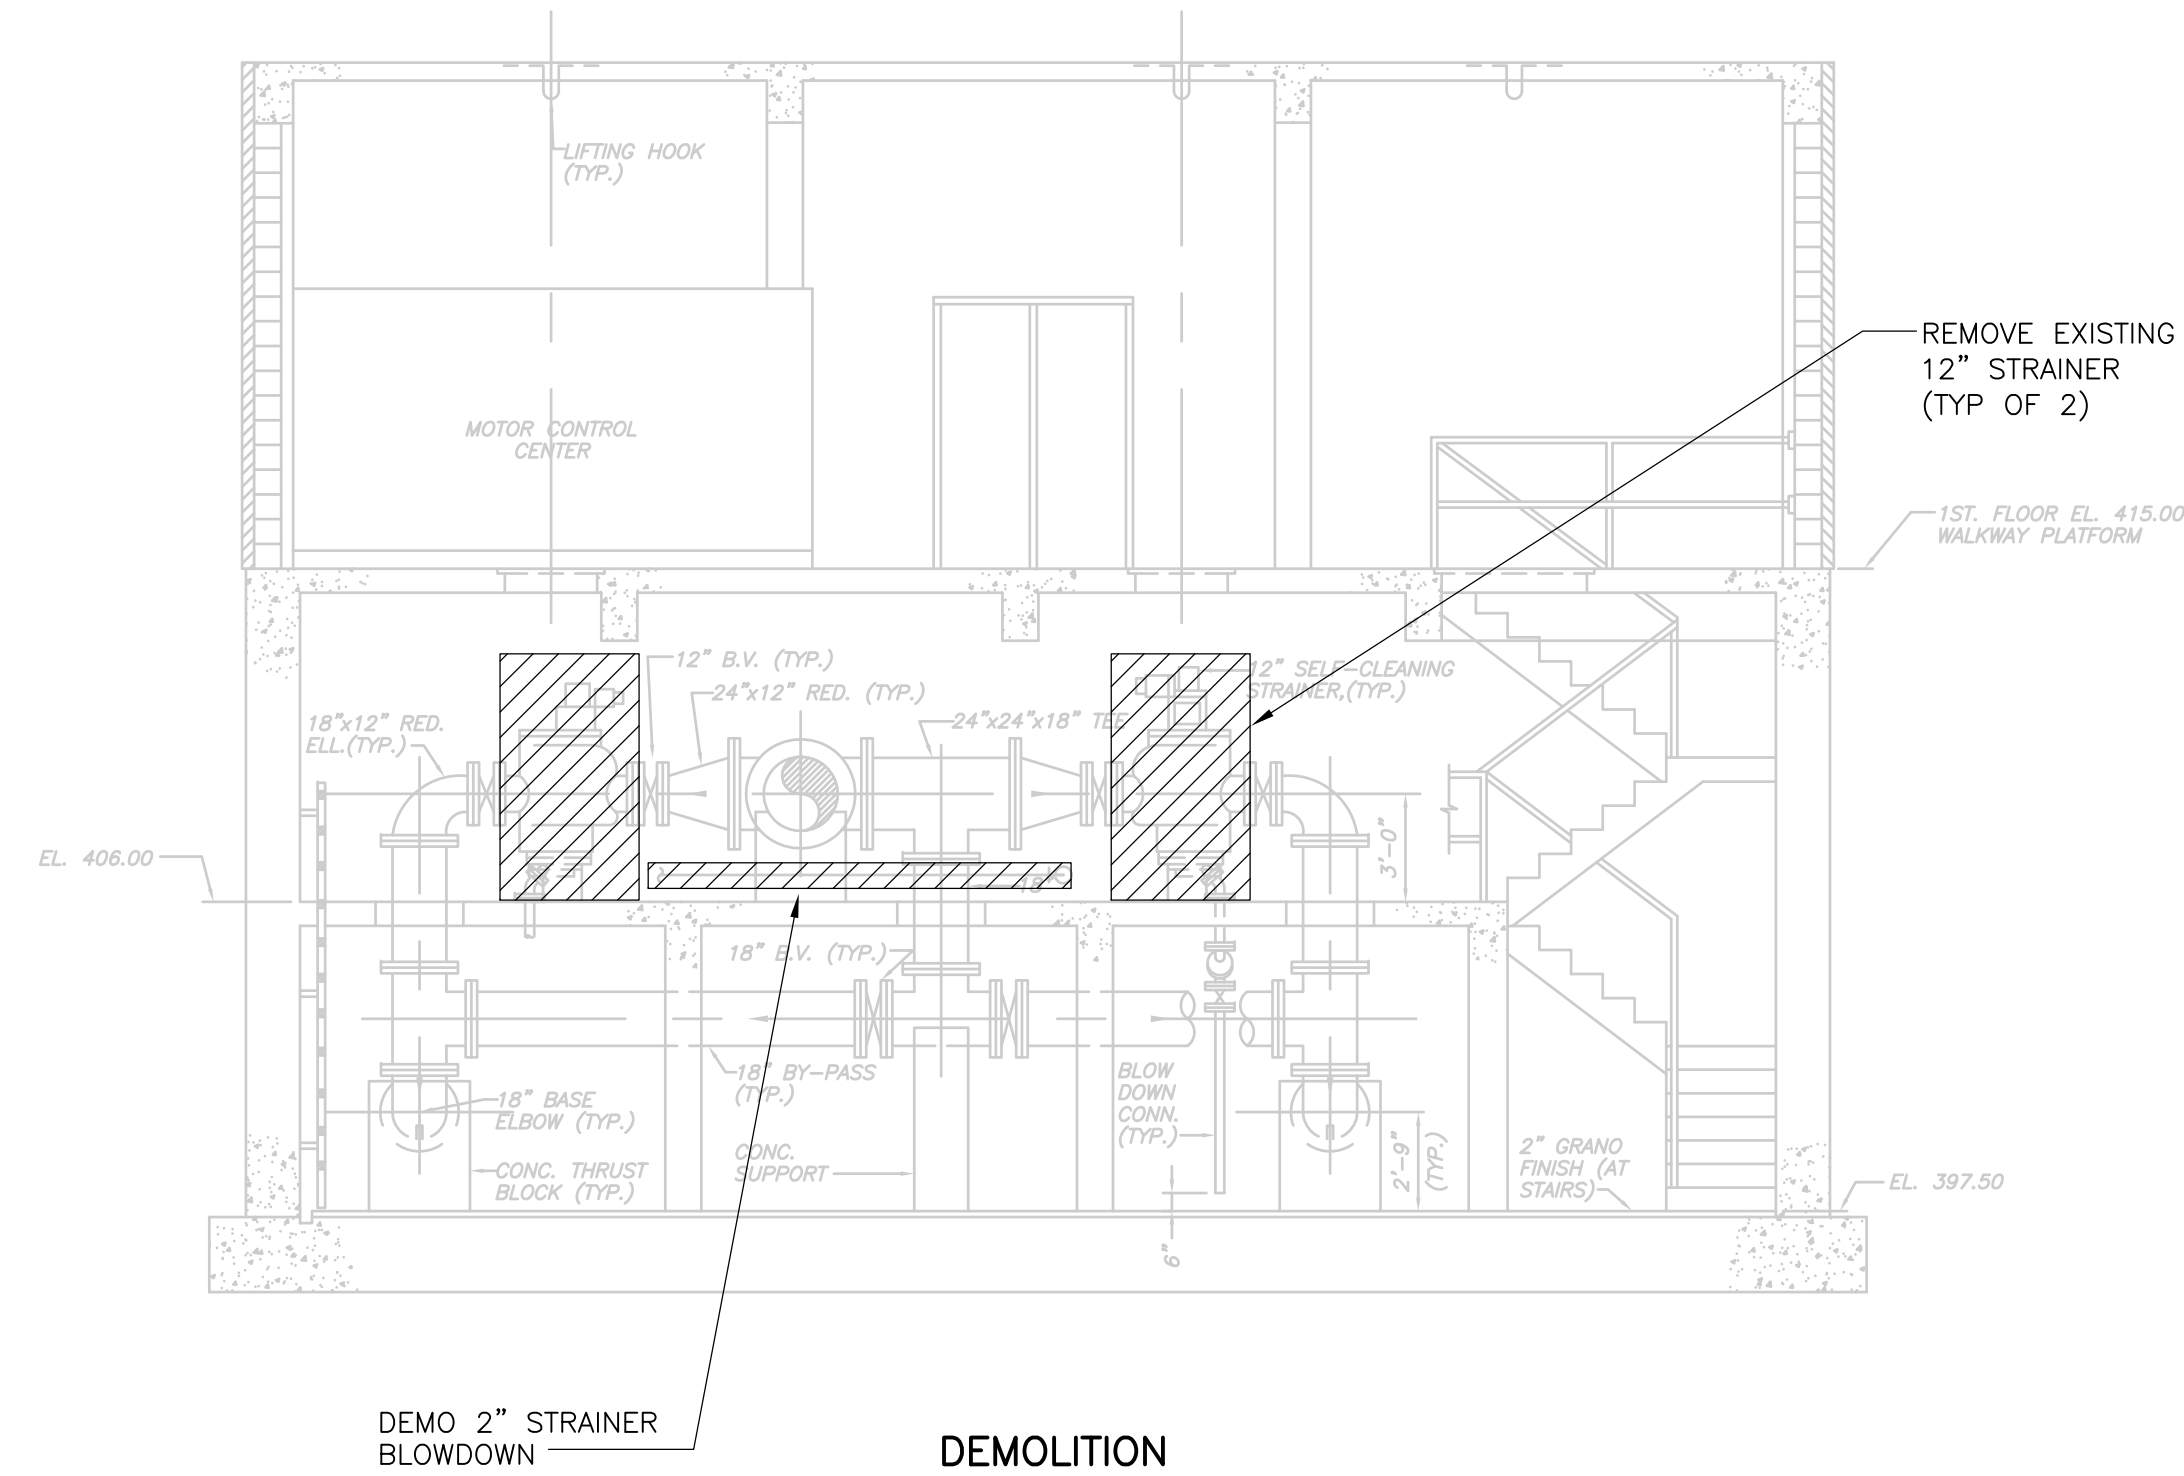 LIFTING HOOK
(TYP.)
REMOVE EXISTING
12" STRAINER
(TYP OF 2)
MOTOR CONTROL
CENTER
1ST. FLOOR EL. 415.00
WALKWAY PLATFORM
12" B.V. (TYP.)
24"x12" RED. (TYP.)
12" SELF-CLEANING
STRAINER,(TYP.)
18"x12" RED.
ELL.(TYP.)
24"x24"x18" TEE
EL. 406.00
3'-0"
18"
18" B.V. (TYP.)
18" BY-PASS
(TYP.)
BLOW
DOWN
CONN.
(TYP.)
18" BASE
ELBOW (TYP.)
CONC.
SUPPORT
CONC. THRUST
BLOCK (TYP.)
2'-9"
(TYP.)
2" GRANO
FINISH (AT
STAIRS)
EL. 397.50
6"
DEMO 2" STRAINER
BLOWDOWN
DEMOLITION